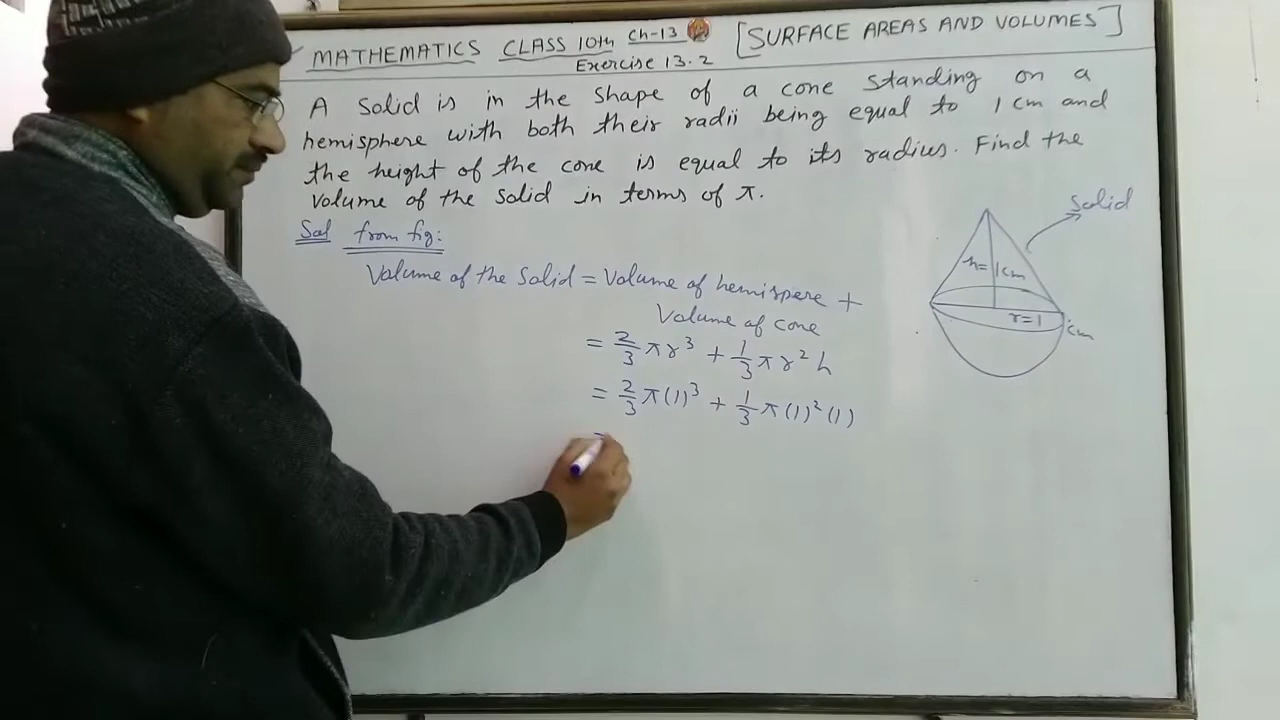 MATHEMATICS CLASS 10th Ch-13 [SURFACE AREAS AND VOLUMES]
Exercise 13.2
A Solid is in the shape of a cone standing on a
hemisphere with both their radii being equal to 1 cm and
the height of the cone is equal to its radius. Find the
volume of the solid in terms of π.
Sol from fig:
Volume of the Solid = Volume of hemispere +
Volume of cone
= 2/3 πr³ + 1/3 πr²h
= 2/3 π(1)³ + 1/3 π(1)²(1)
Solid
h= 1cm
r=1 cm